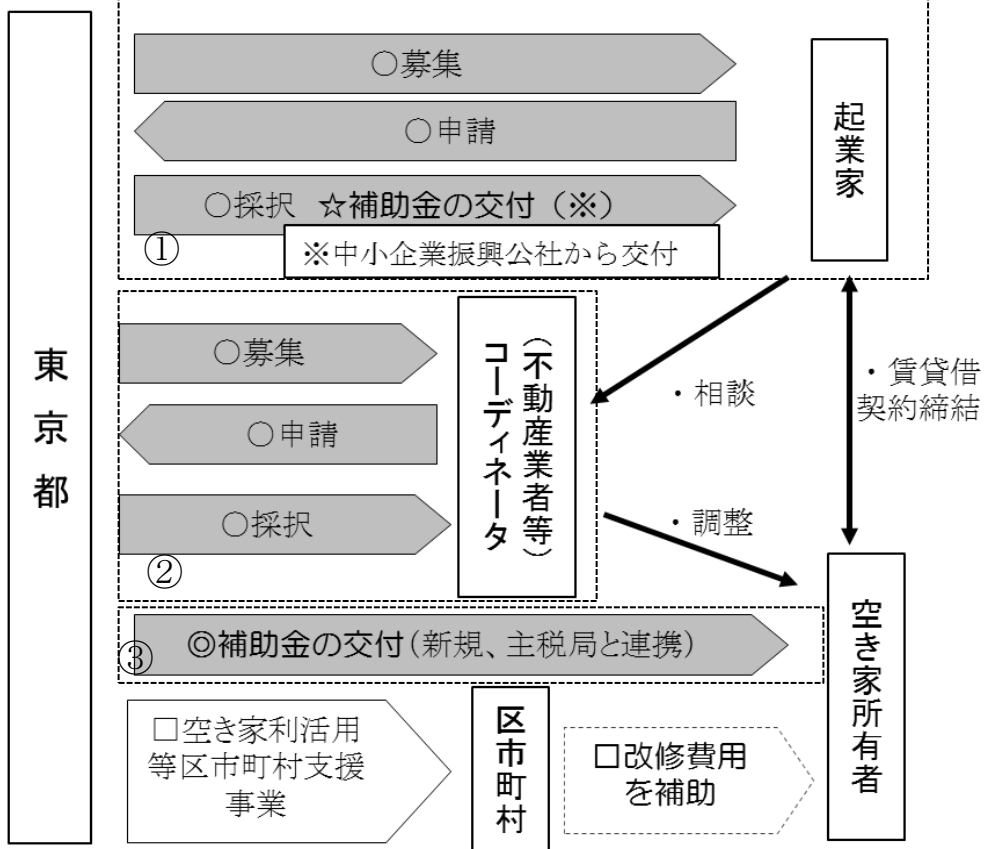 東京都
○募集
○申請
○採択 ☆補助金の交付（※）
①
※中小企業振興公社から交付
起業家
○募集
○申請
○採択
②
（不動産業者等）
コーディネータ
・相談
・調整
・賃貸借
契約締結
③
◎補助金の交付(新規、主税局と連携)
空き家所有者
□空き家利活用
等区市町村支援
事業
区市町村
□改修費用
を補助